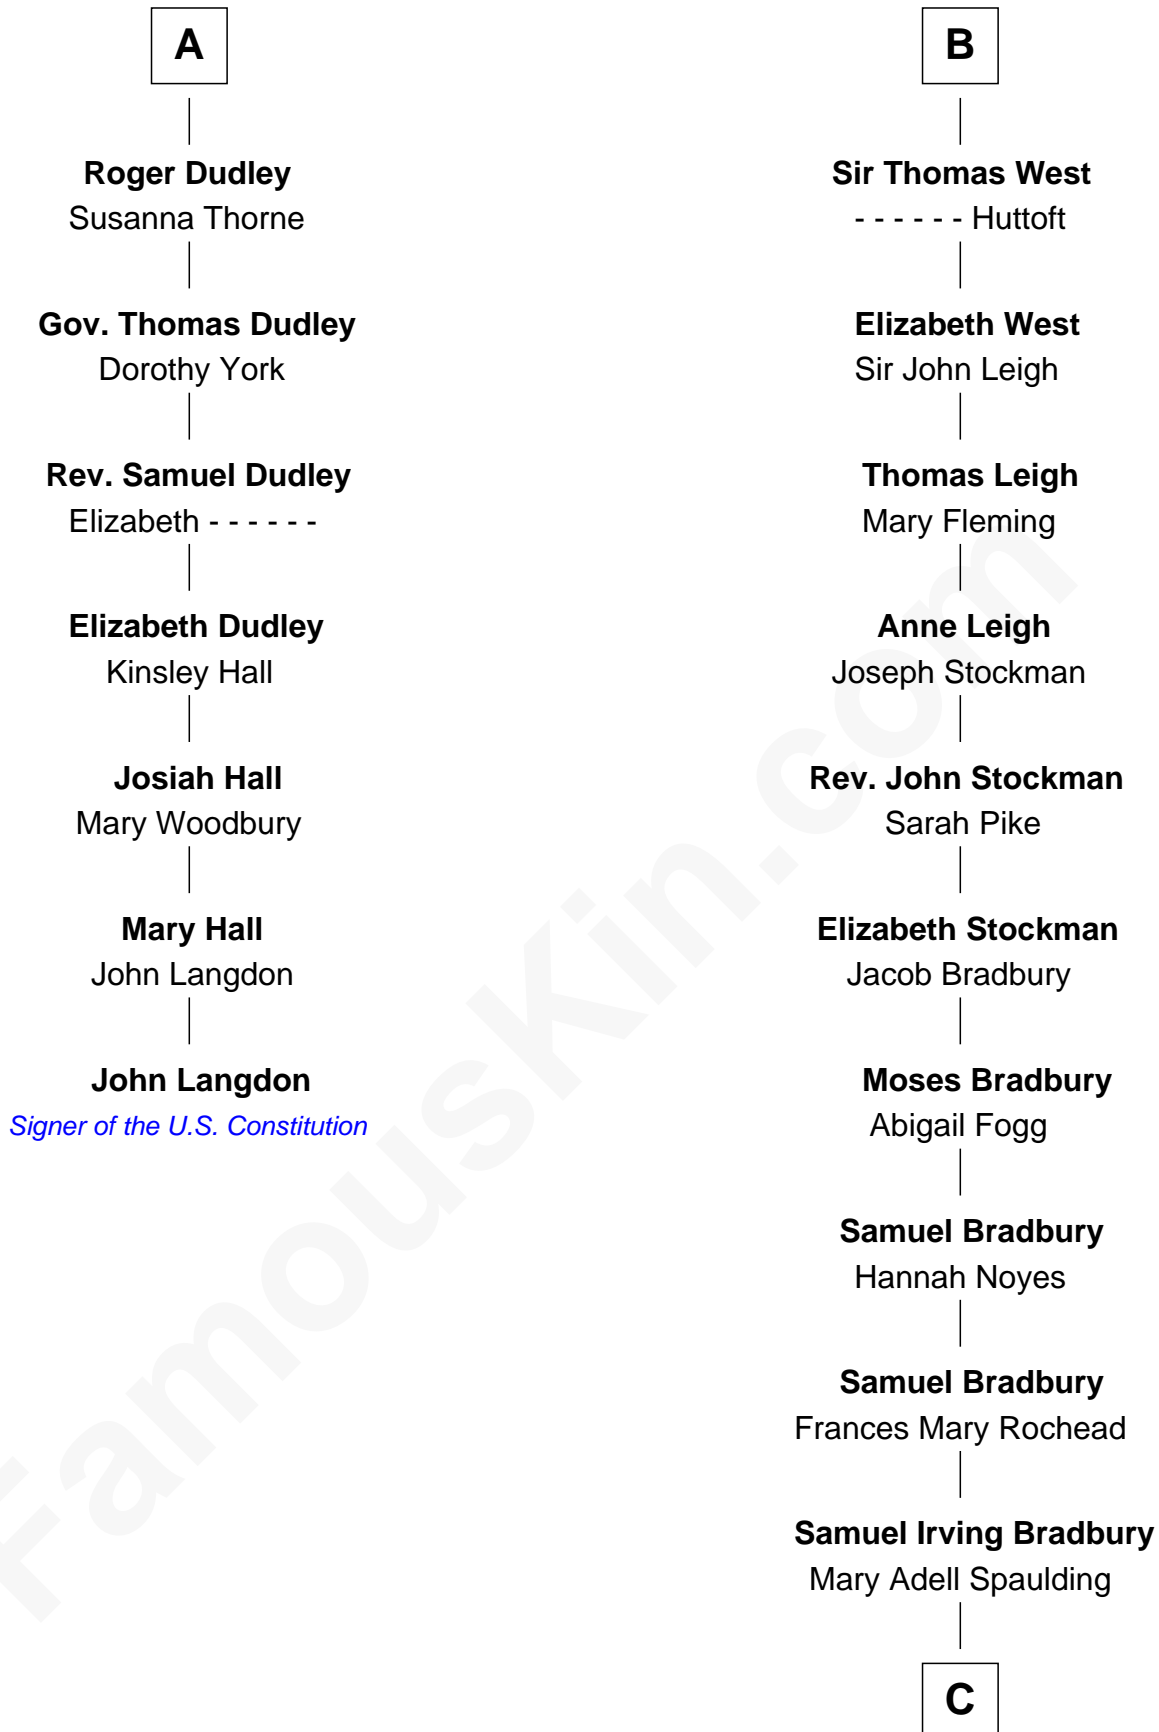 A
Roger Dudley
Susanna Thorne
Gov. Thomas Dudley
Dorothy York
Rev. Samuel Dudley
Elizabeth - - - - - -
Elizabeth Dudley
Kinsley Hall
Josiah Hall
Mary Woodbury
Mary Hall
John Langdon
John Langdon
Signer of the U.S. Constitution
B
Sir Thomas West
- - - - - - Huttoft
Elizabeth West
Sir John Leigh
Thomas Leigh
Mary Fleming
Anne Leigh
Joseph Stockman
Rev. John Stockman
Sarah Pike
Elizabeth Stockman
Jacob Bradbury
Moses Bradbury
Abigail Fogg
Samuel Bradbury
Hannah Noyes
Samuel Bradbury
Frances Mary Rochead
Samuel Irving Bradbury
Mary Adell Spaulding
C
FamousKin.com